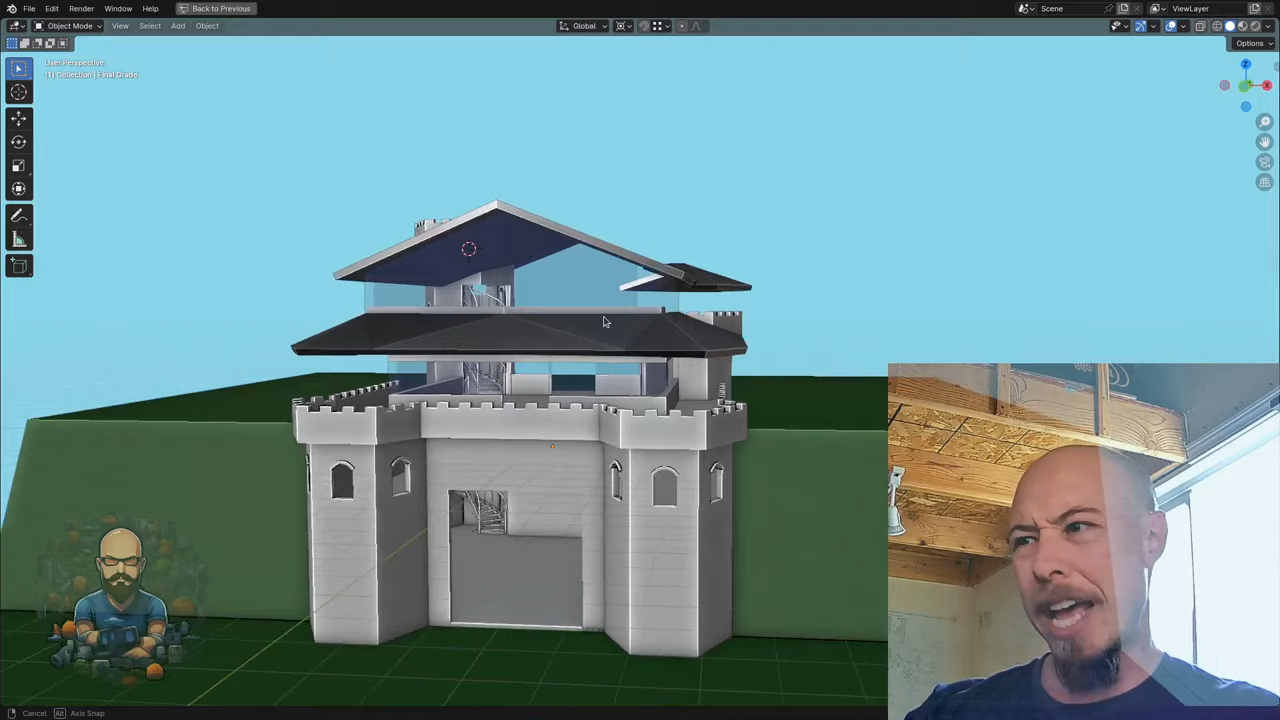 File Edit Render Window Help Back to Previous Scene ViewLayer
Object Mode View Select Add Object Global
Options
User Perspective
(1) Collection | Final Grade
Z
X
Cancel Alt Axis Snap